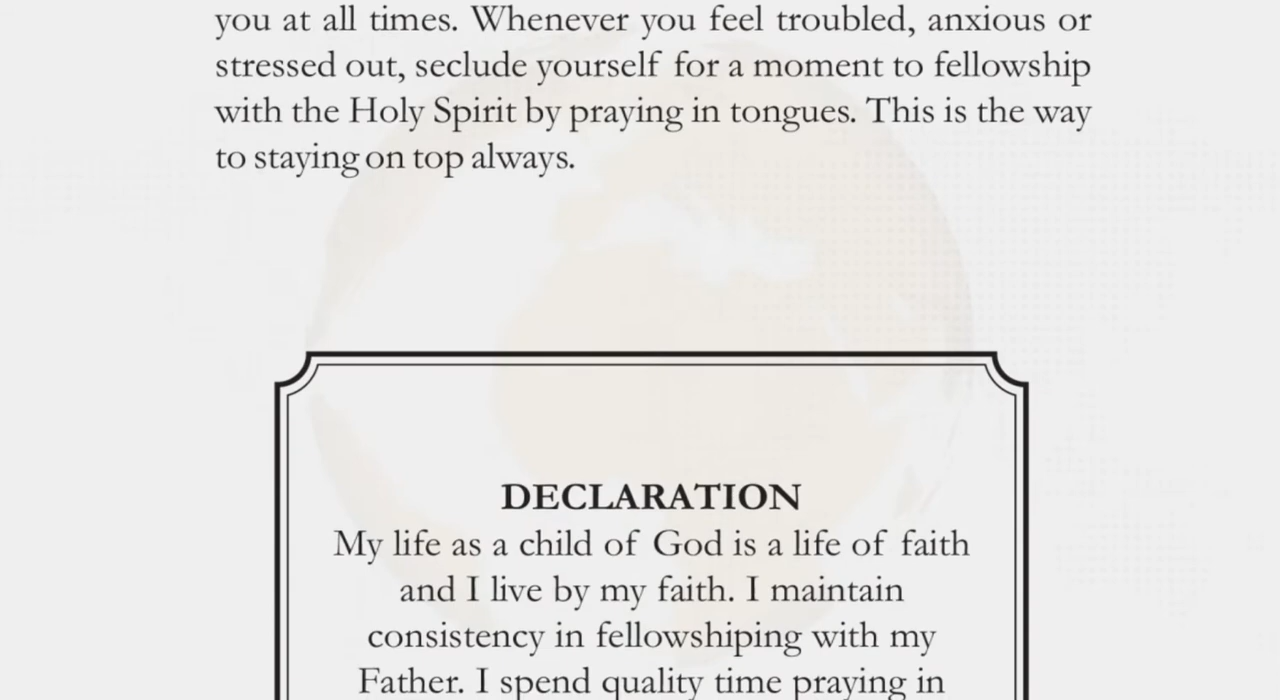 you at all times. Whenever you feel troubled, anxious or
stressed out, seclude yourself for a moment to fellowship
with the Holy Spirit by praying in tongues. This is the way
to staying on top always.
DECLARATION
My life as a child of God is a life of faith
and I live by my faith. I maintain
consistency in fellowshiping with my
Father. I spend quality time praying in